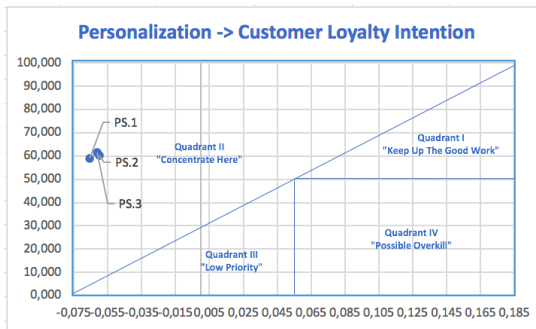 Personalization -> Customer Loyalty Intention
100,000
90,000
80,000
70,000
60,000
50,000
40,000
30,000
20,000
10,000
0,000
PS.1
PS.2
PS.3
Quadrant II
"Concentrate Here"
Quadrant I
"Keep Up The Good Work"
Quadrant III
"Low Priority"
Quadrant IV
"Possible Overkill"
-0,075-0,055-0,035-0,0150,005 0,025 0,045 0,065 0,085 0,105 0,125 0,145 0,165 0,185